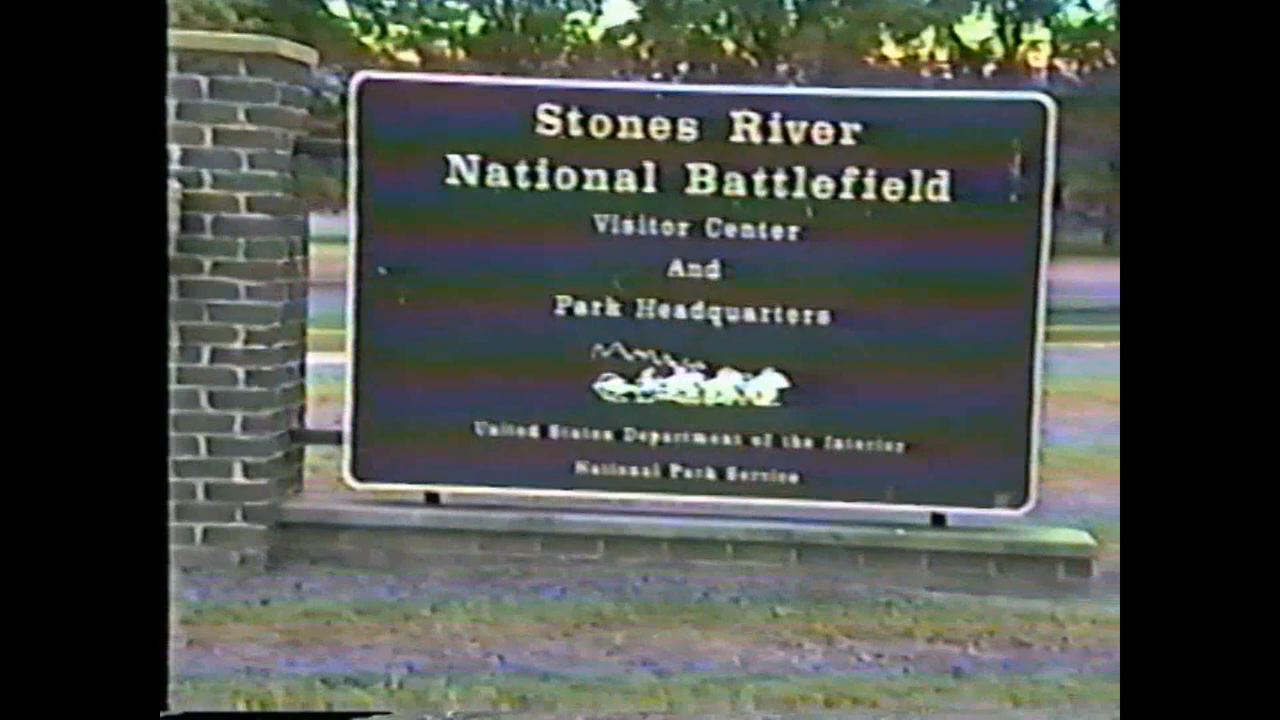 Stones River
National Battlefield
Visitor Center
And
Park Headquarters
United States Department of the Interior
National Park Service